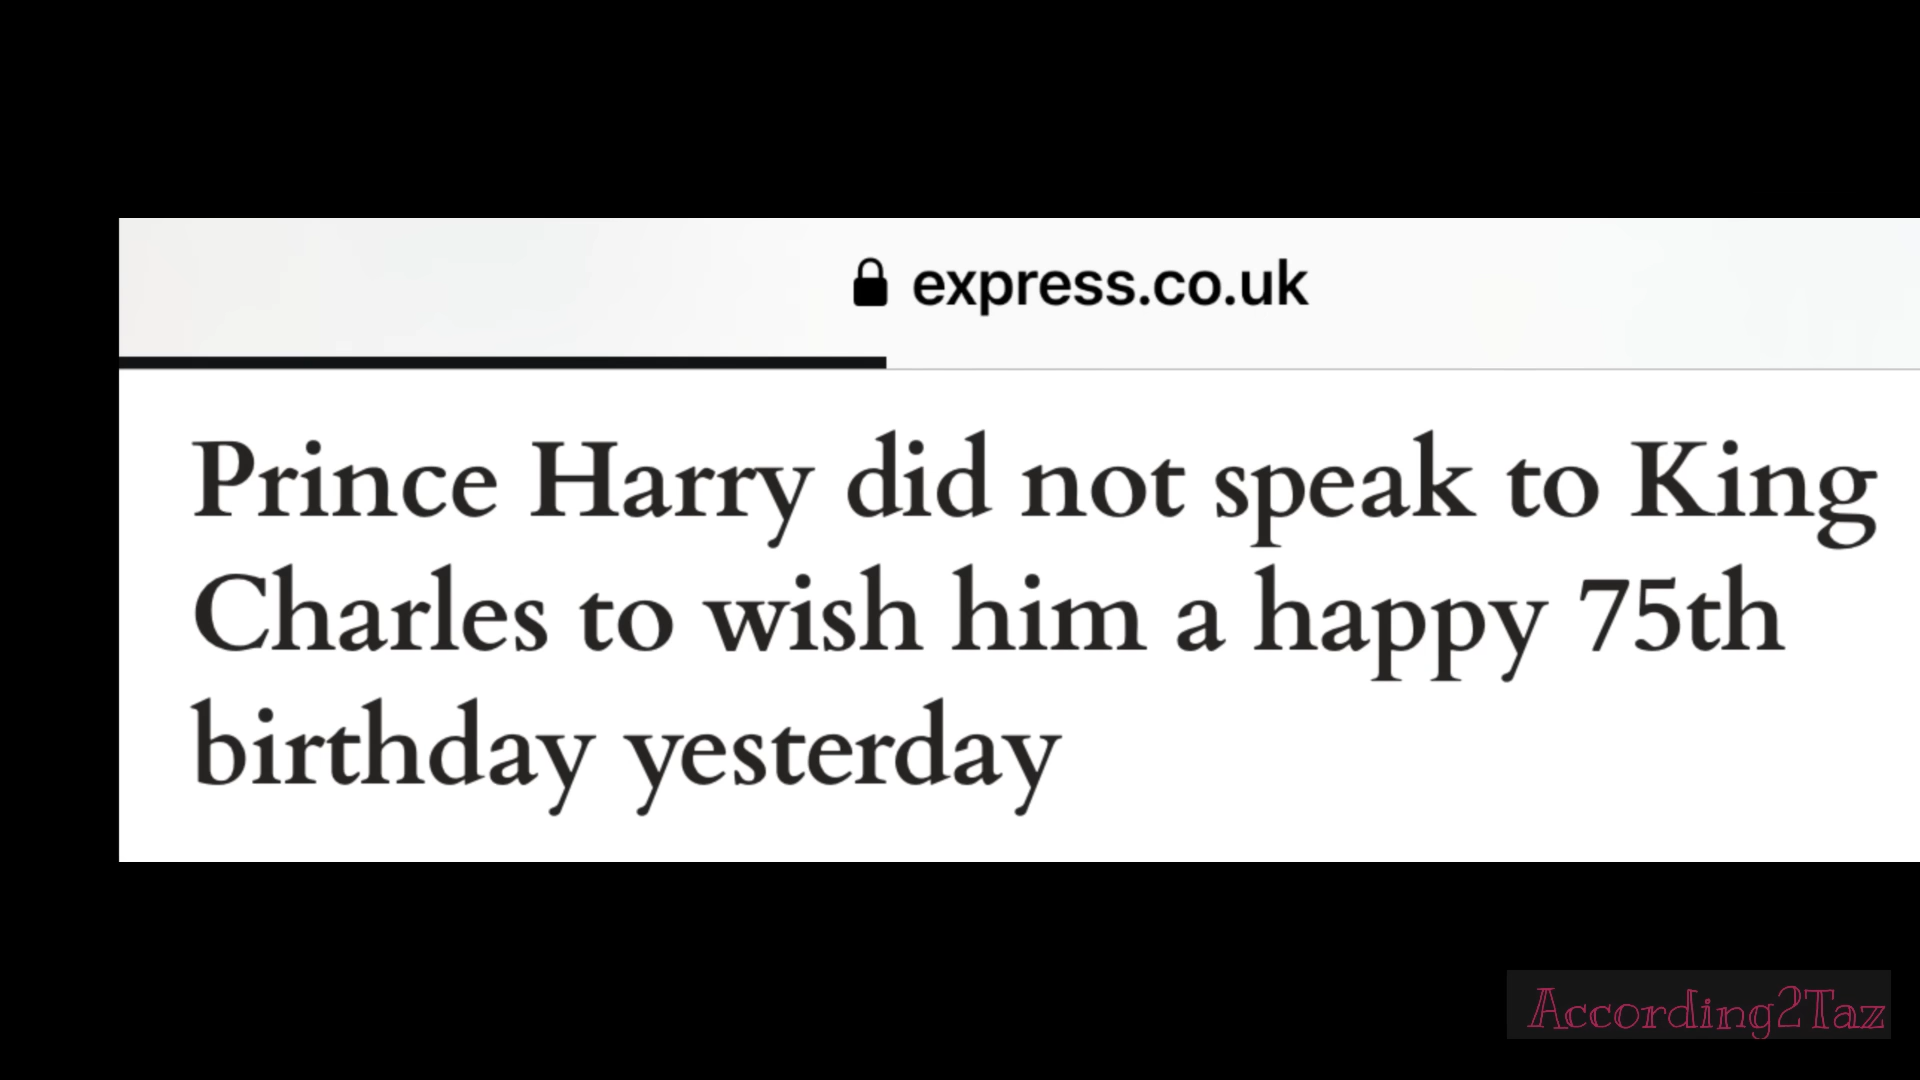 express.co.uk
Prince Harry did not speak to King
Charles to wish him a happy 75th
birthday yesterday
According2Taz